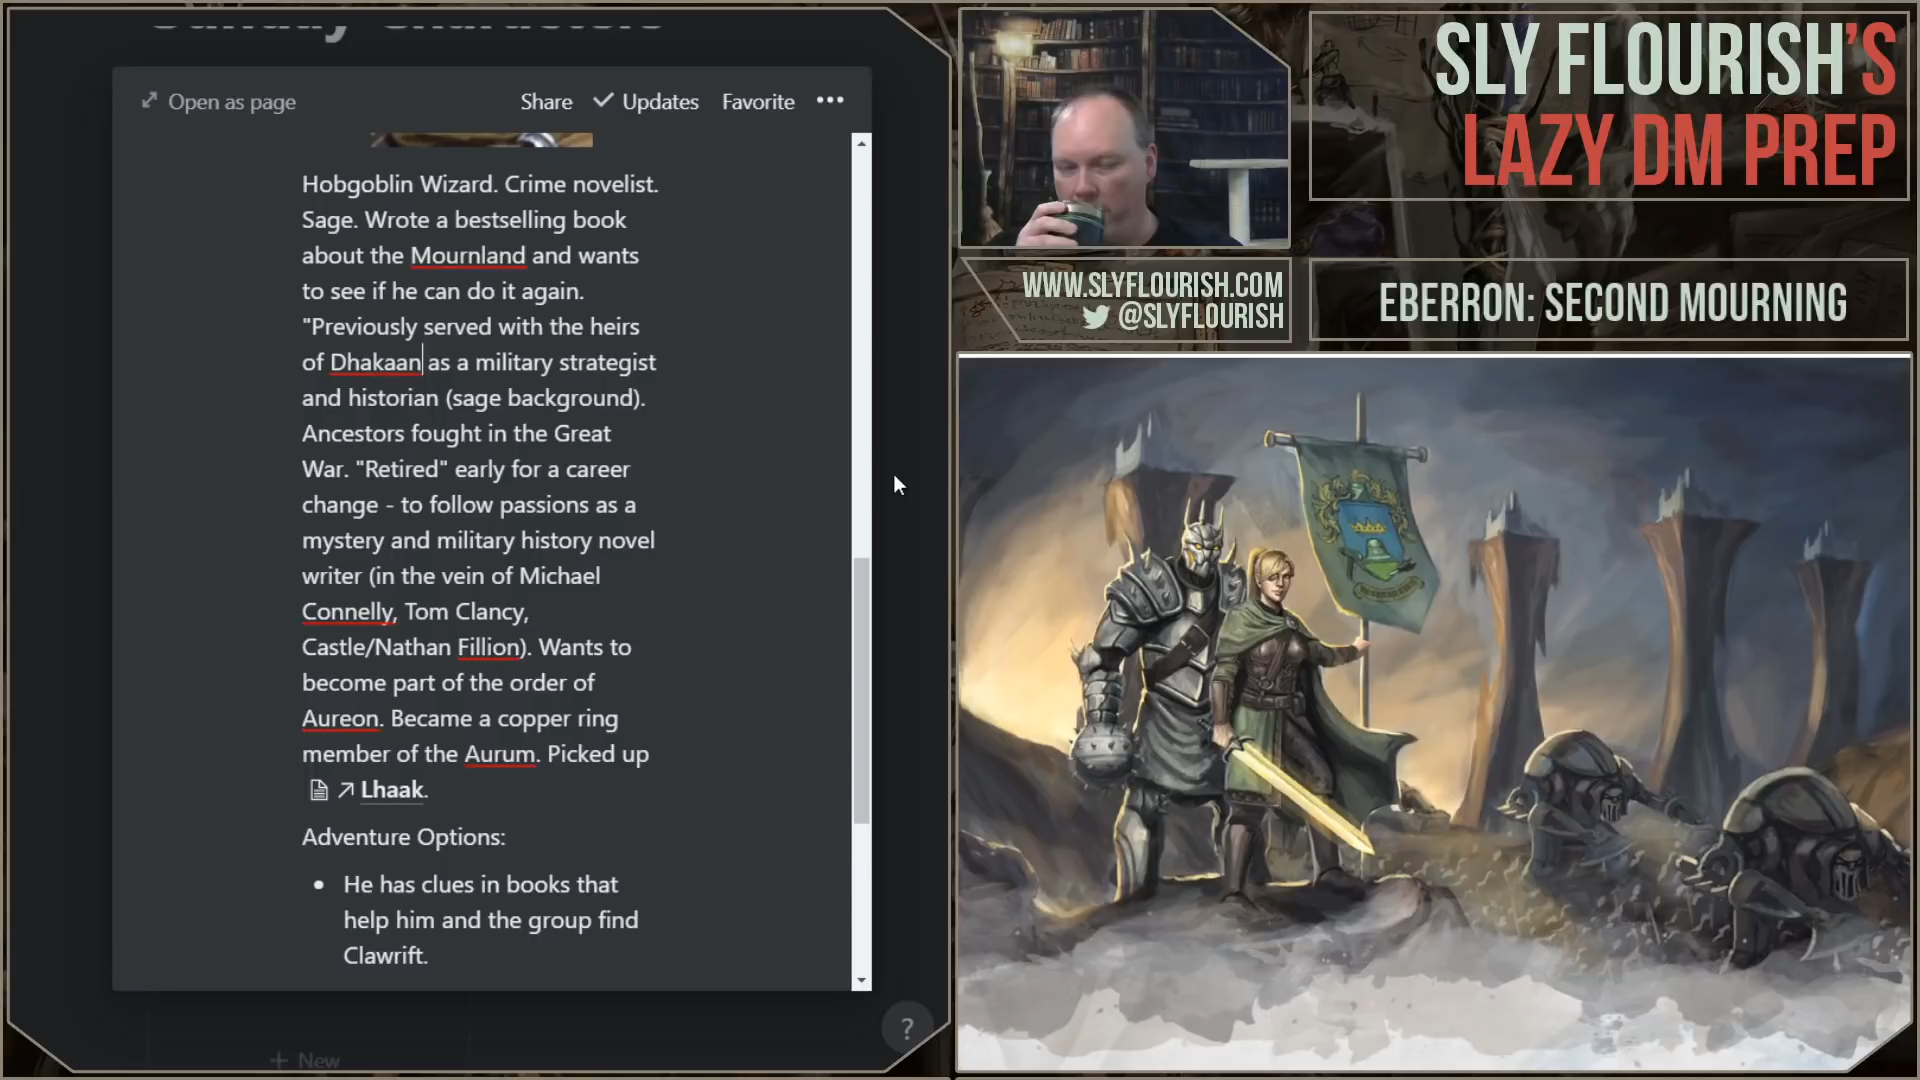 Open as page
Share
Updates
Favorite
Hobgoblin Wizard. Crime novelist.
Sage. Wrote a bestselling book
about the Mournland and wants
to see if he can do it again.
"Previously served with the heirs
of Dhakaan as a military strategist
and historian (sage background).
Ancestors fought in the Great
War. "Retired" early for a career
change - to follow passions as a
mystery and military history novel
writer (in the vein of Michael
Connelly, Tom Clancy,
Castle/Nathan Fillion). Wants to
become part of the order of
Aureon. Became a copper ring
member of the Aurum. Picked up
Lhaak.
Adventure Options:
• He has clues in books that
help him and the group find
Clawrift.
?
+ New
SLY FLOURISH'S
LAZY DM PREP
WWW.SLYFLOURISH.COM
@SLYFLOURISH
EBERRON: SECOND MOURNING